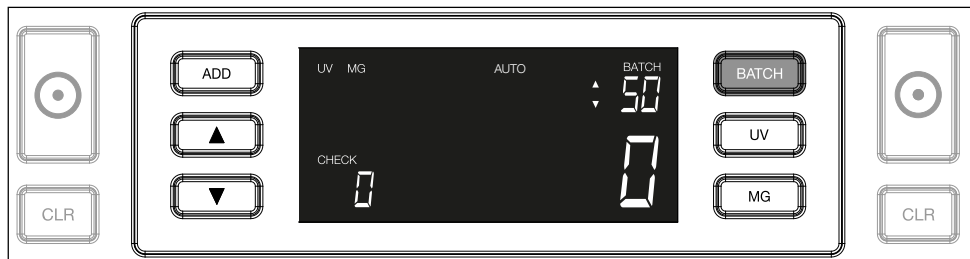 ADD
UV MG AUTO BATCH
50
BATCH
UV
CHECK
0
0
MG
CLR
CLR